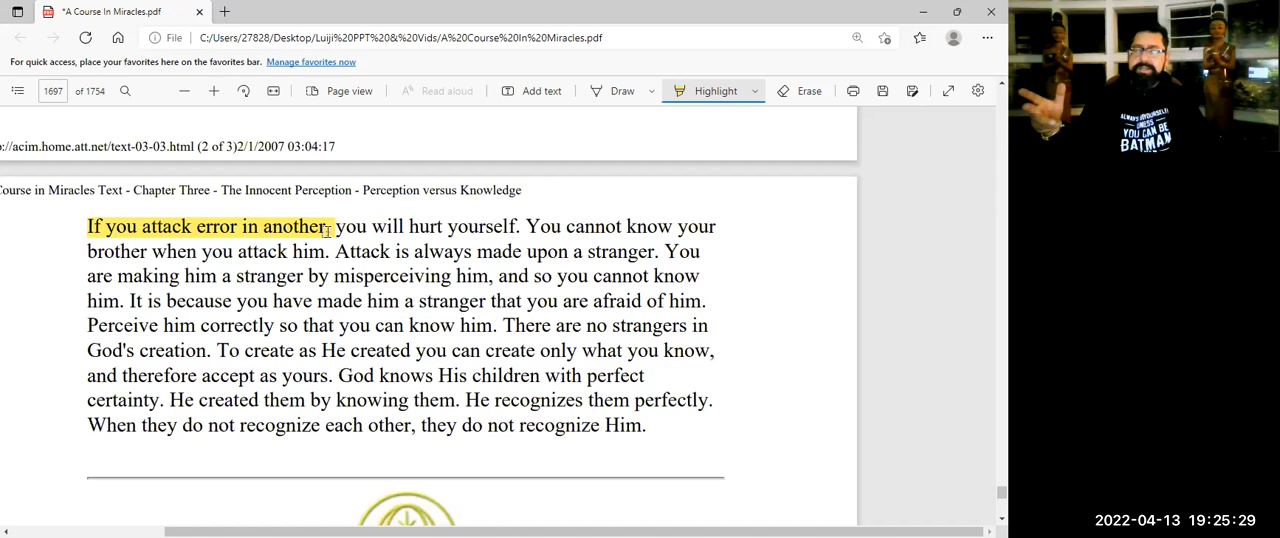 *A Course In Miracles.pdf
File
C:/Users/27828/Desktop/Luiji%20PPT%20&%20Vids/A%20Course%20In%20Miracles.pdf
For quick access, place your favorites here on the favorites bar. Manage favorites now
1697 of 1754
Page view
Read aloud
Add text
Draw
Highlight
Erase
ALWAYS
UNLESS
YOU CAN BE
BATMAN
://acim.home.att.net/text-03-03.html (2 of 3)2/1/2007 03:04:17
Course in Miracles Text - Chapter Three - The Innocent Perception - Perception versus Knowledge
If you attack error in another, you will hurt yourself. You cannot know your
brother when you attack him. Attack is always made upon a stranger. You
are making him a stranger by misperceiving him, and so you cannot know
him. It is because you have made him a stranger that you are afraid of him.
Perceive him correctly so that you can know him. There are no strangers in
God's creation. To create as He created you can create only what you know,
and therefore accept as yours. God knows His children with perfect
certainty. He created them by knowing them. He recognizes them perfectly.
When they do not recognize each other, they do not recognize Him.
2022-04-13 19:25:29